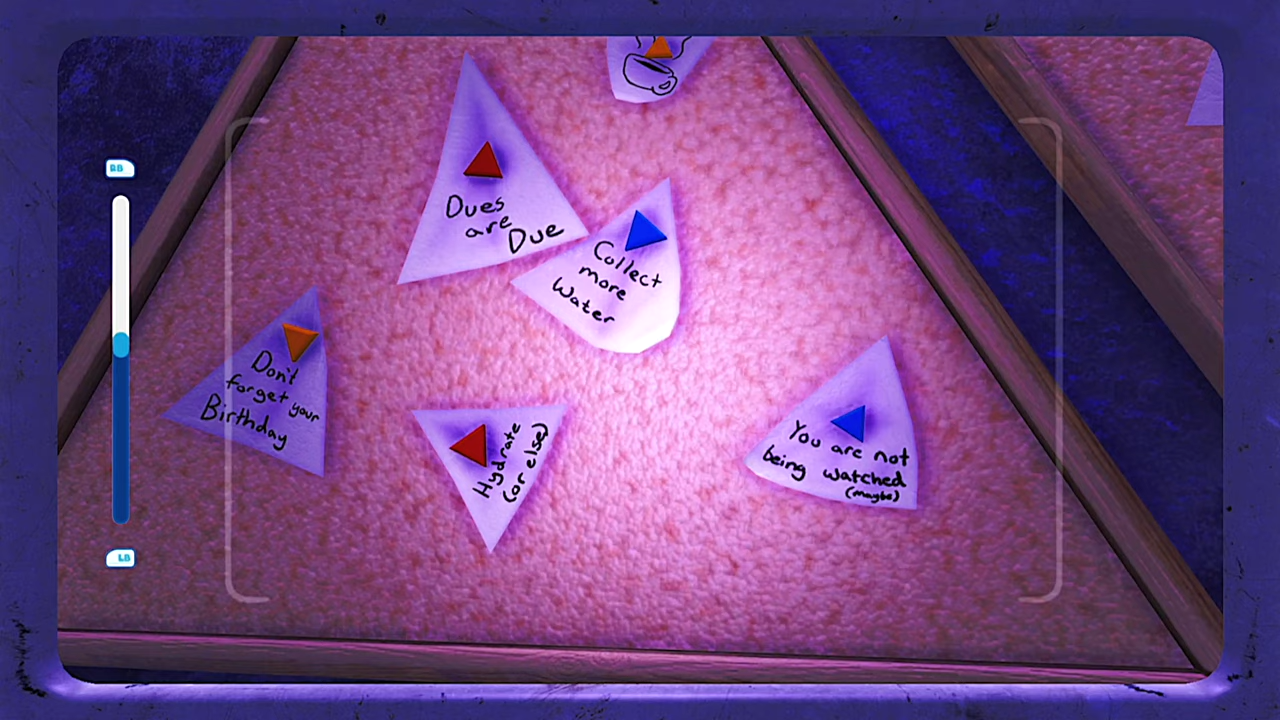 BB
Dues
are
Due
Collect
more
Water
Don't
forget your
Birthday
Hydrate
(or else)
You are not
being watched
(maybe)
LB